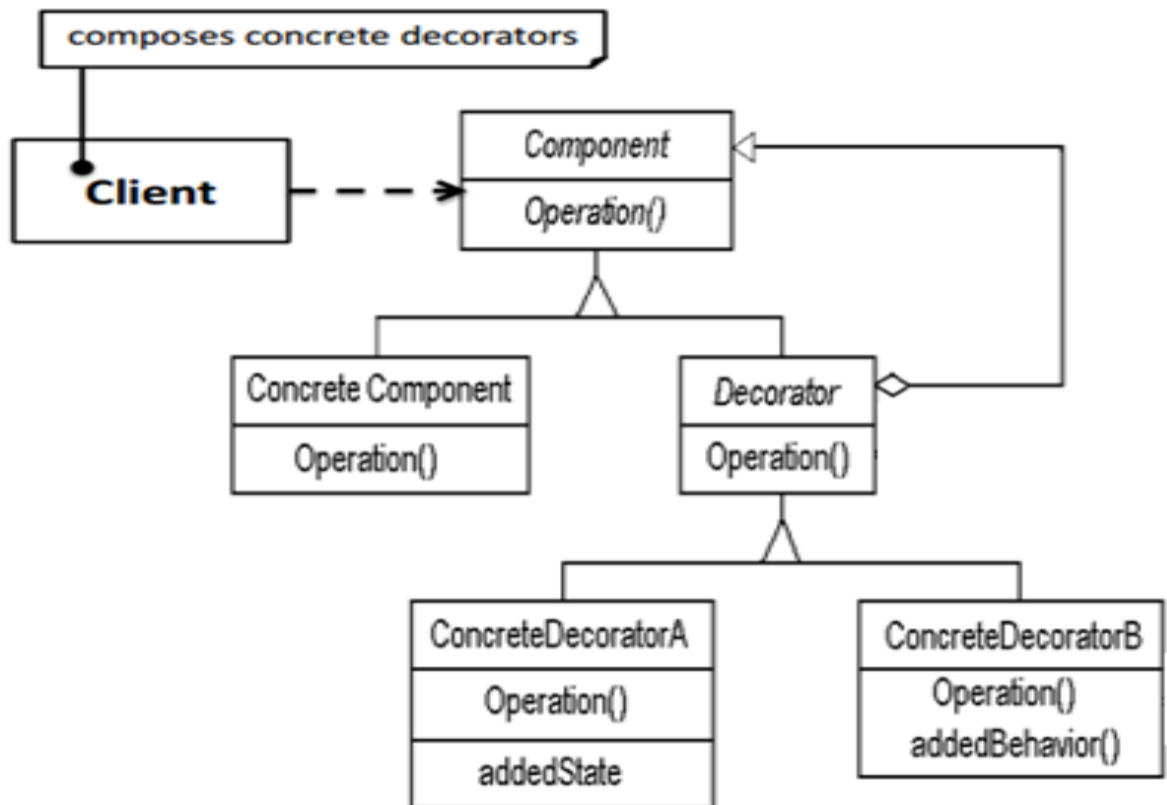 composes concrete decorators
Client
Component
Operation()
Concrete Component
Operation()
Decorator
Operation()
ConcreteDecoratorA
Operation()
addedState
ConcreteDecoratorB
Operation()
addedBehavior()